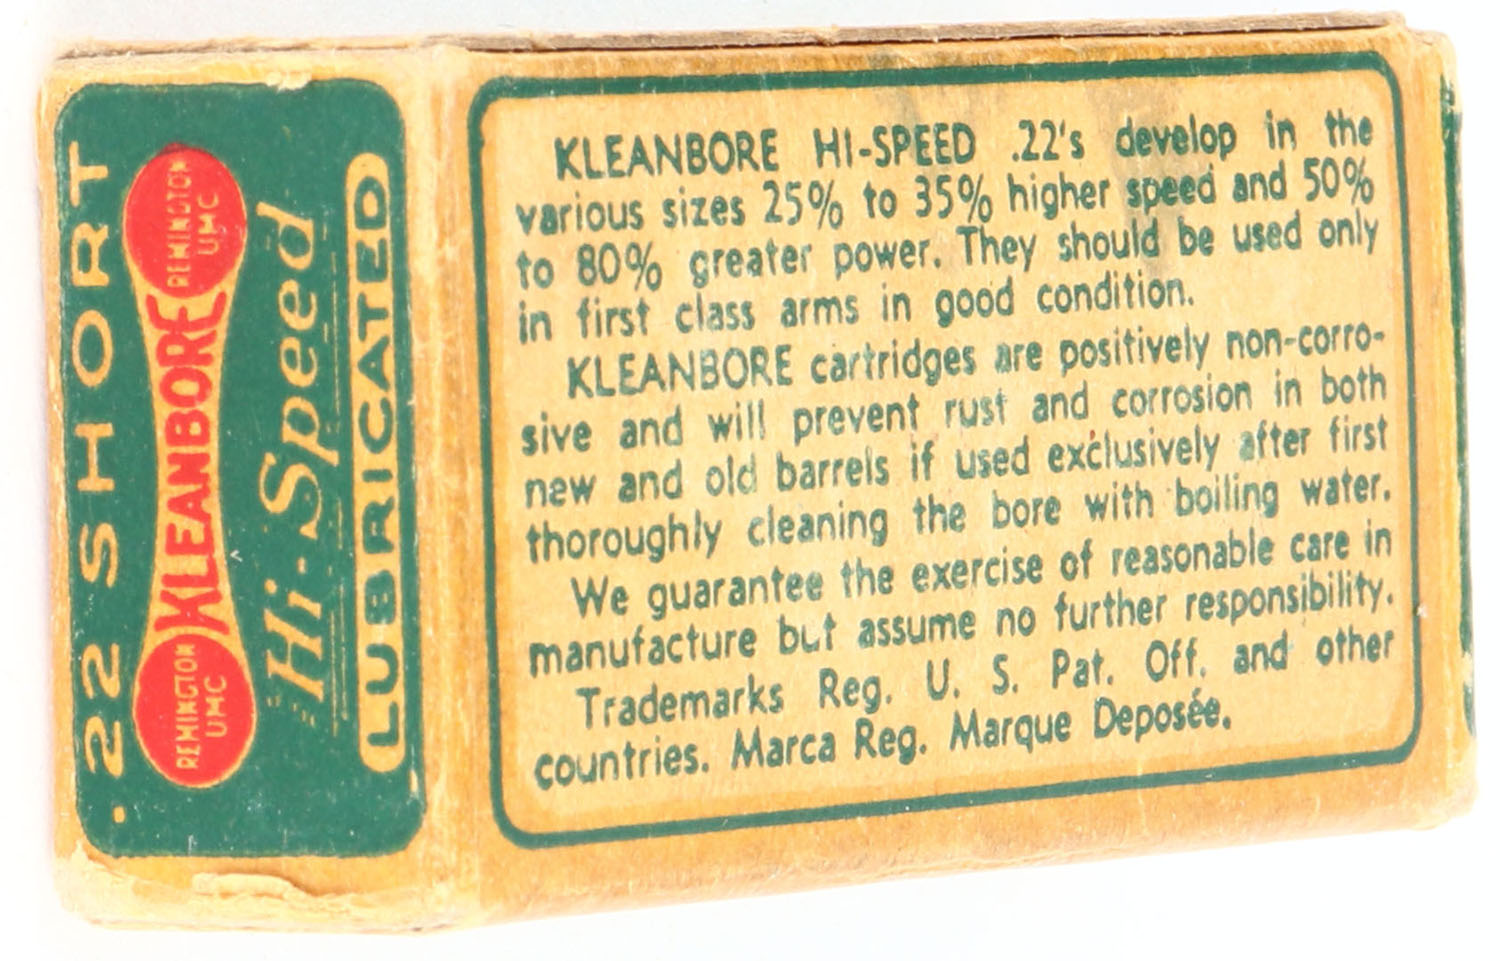 .22 SHORT
REMINGTON
UMC
KLEANBORE
REMINGTON
UMC
Hi-Speed
LUBRICATED
KLEANBORE HI-SPEED .22's develop in the
various sizes 25% to 35% higher speed and 50%
to 80% greater power. They should be used only
in first class arms in good condition.
KLEANBORE cartridges are positively non-corro-
sive and will prevent rust and corrosion in both
new and old barrels if used exclusively after first
thoroughly cleaning the bore with boiling water.
We guarantee the exercise of reasonable care in
manufacture but assume no further responsibility.
Trademarks Reg. U. S. Pat. Off. and other
countries. Marca Reg. Marque Deposée.